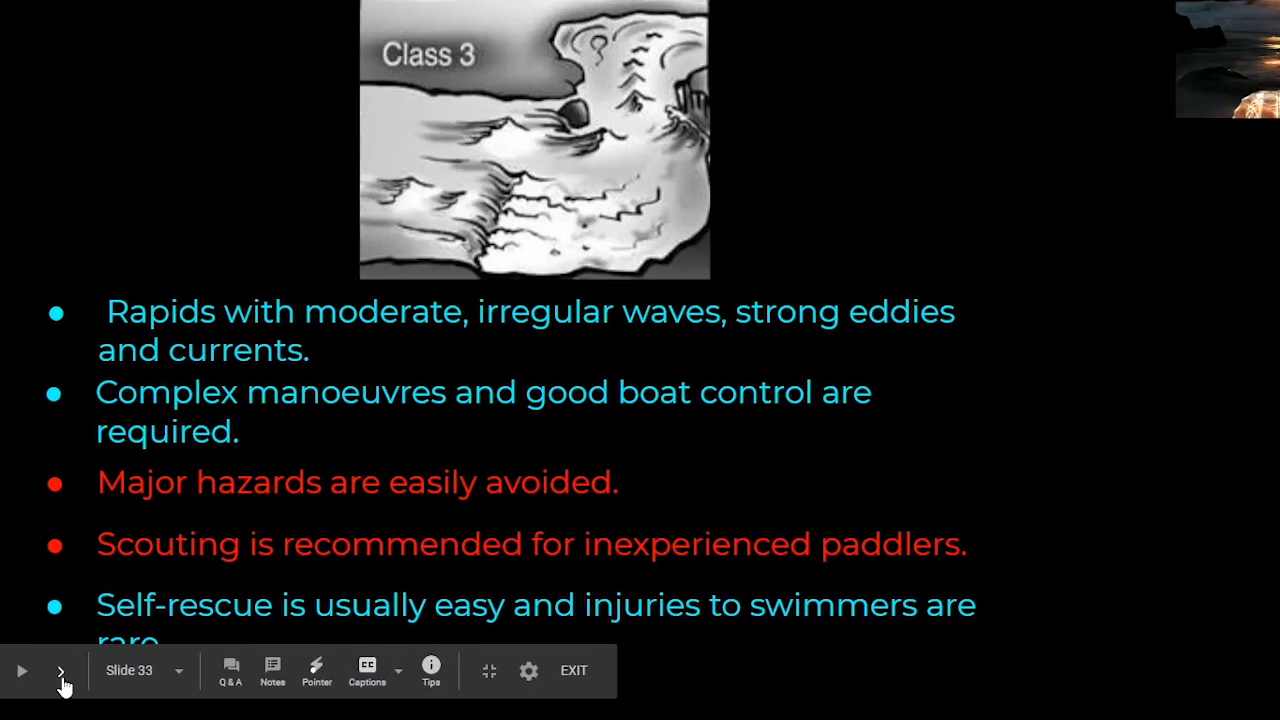 Class 3
● Rapids with moderate, irregular waves, strong eddies
and currents.
● Complex manoeuvres and good boat control are
required.
● Major hazards are easily avoided.
● Scouting is recommended for inexperienced paddlers.
● Self-rescue is usually easy and injuries to swimmers are
rare.
Slide 33
Q & A
Notes
Pointer
CC
Captions
Tips
EXIT